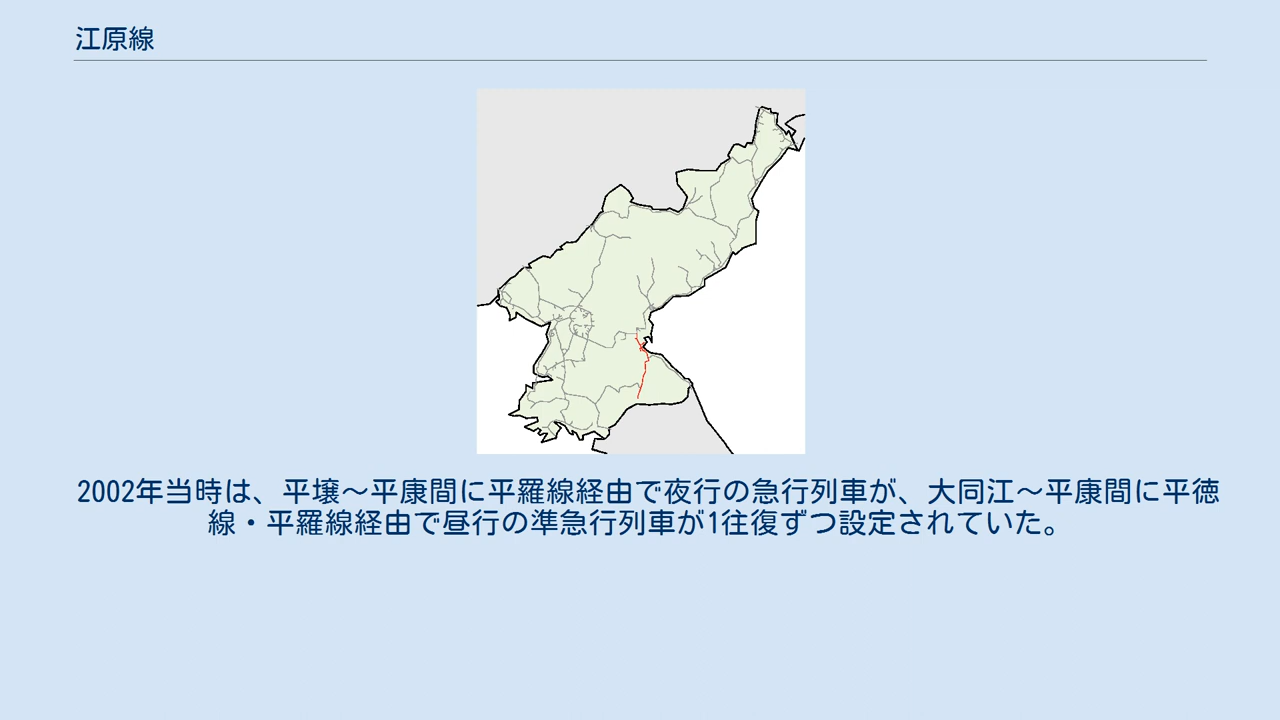 江原線
2002年当時は、平壌～平康間に平羅線経由で夜行の急行列車が、大同江～平康間に平徳
線・平羅線経由で昼行の準急行列車が1往復ずつ設定されていた。